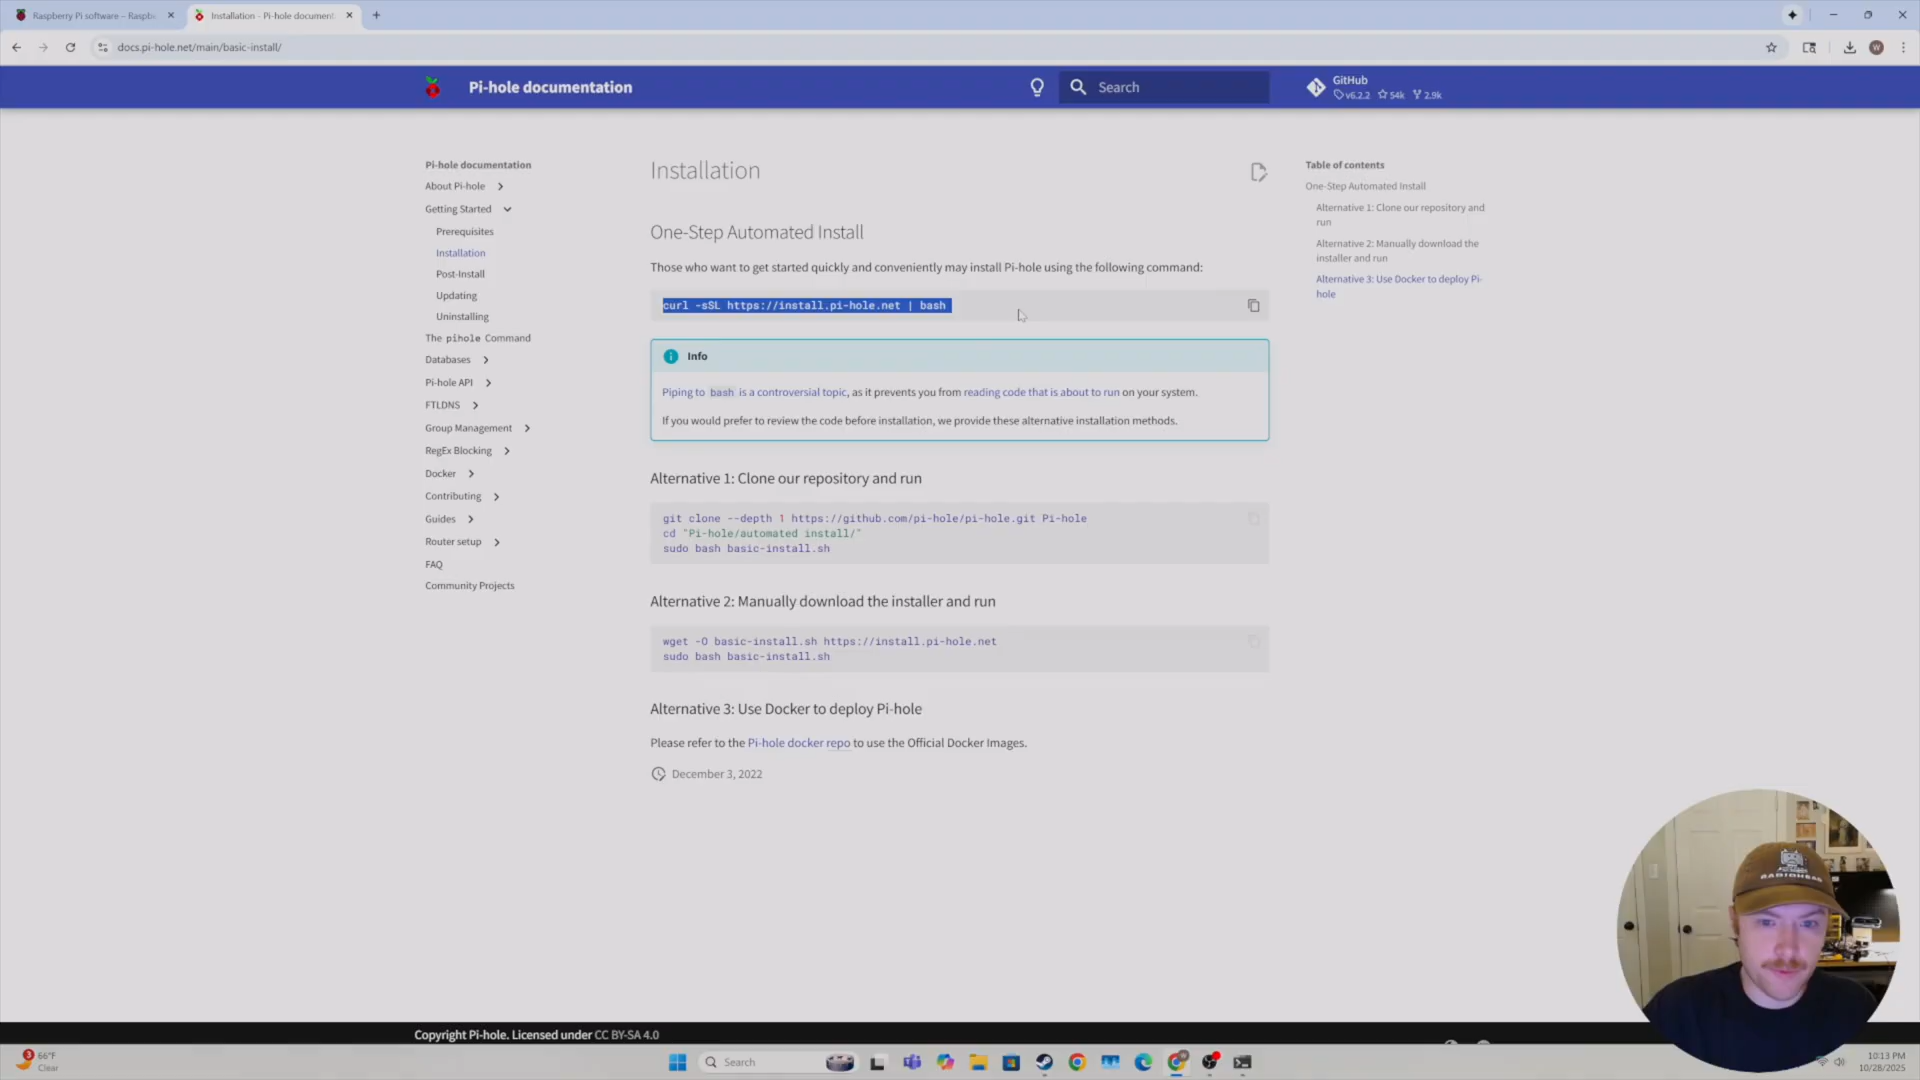 Raspberry Pi software – Raspbe
Installation - Pi-hole document
docs.pi-hole.net/main/basic-install/
W
Pi-hole documentation
Search
GitHub
v6.2.2 54k 2.9k
Pi-hole documentation
About Pi-hole
Getting Started
Prerequisites
Installation
Post-Install
Updating
Uninstalling
The pihole Command
Databases
Pi-hole API
FTLDNS
Group Management
RegEx Blocking
Docker
Contributing
Guides
Router setup
FAQ
Community Projects
Installation
One-Step Automated Install
Those who want to get started quickly and conveniently may install Pi-hole using the following command:
curl -sSL https://install.pi-hole.net | bash
Info
Piping to bash is a controversial topic, as it prevents you from reading code that is about to run on your system.
If you would prefer to review the code before installation, we provide these alternative installation methods.
Alternative 1: Clone our repository and run
git clone --depth 1 https://github.com/pi-hole/pi-hole.git Pi-hole
cd "Pi-hole/automated install/"
sudo bash basic-install.sh
Alternative 2: Manually download the installer and run
wget -O basic-install.sh https://install.pi-hole.net
sudo bash basic-install.sh
Alternative 3: Use Docker to deploy Pi-hole
Please refer to the Pi-hole docker repo to use the Official Docker Images.
December 3, 2022
Table of contents
One-Step Automated Install
Alternative 1: Clone our repository and
run
Alternative 2: Manually download the
installer and run
Alternative 3: Use Docker to deploy Pi-
hole
RADIOHEAD
Copyright Pi-hole. Licensed under CC BY-SA 4.0
3
66°F
Clear
Search
10:13 PM
10/28/2025